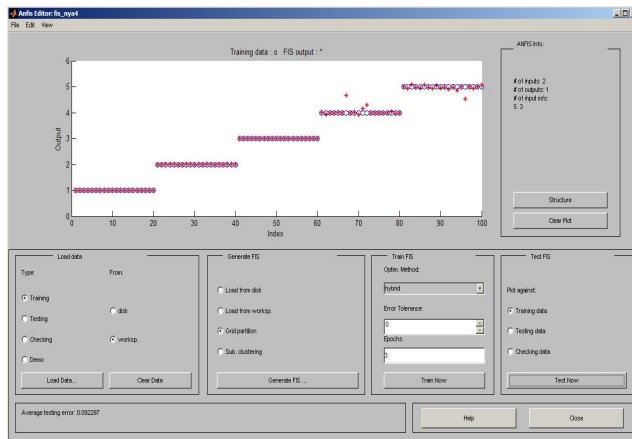 Anfis Editor: fis_nya4
File Edit View
Training data : o FIS output : *
6
5
4
3
2
1
0
Output
0 10 20 30 40 50 60 70 80 90 100
Index
ANFIS Info.
# of inputs: 2
# of outputs: 1
# of input mfs:
5 3
Structure
Clear Plot
Load data
Type: From:
Training
Testing
Checking
Demo
disk
worksp.
Load Data... Clear Data
Generate FIS
Load from disk
Load from worksp.
Grid partition
Sub. clustering
Generate FIS ...
Train FIS
Optim. Method:
hybrid
Error Tolerance:
0
Epochs:
3
Train Now
Test FIS
Plot against:
Training data
Testing data
Checking data
Test Now
Average testing error: 0.092297
Help Close